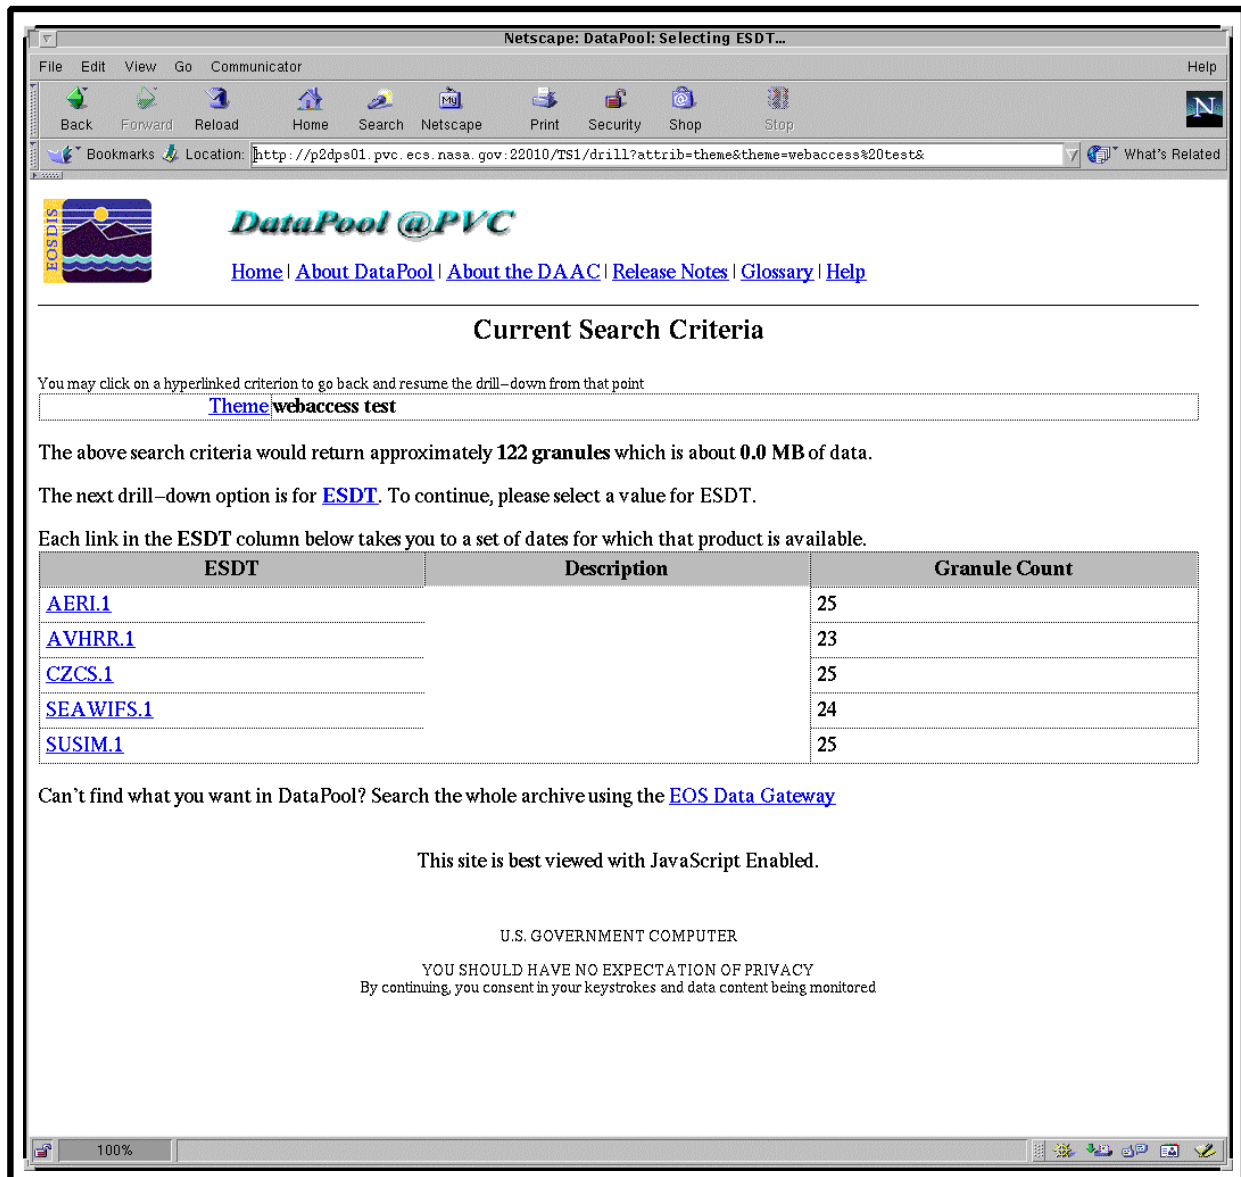 Netscape: DataPool: Selecting ESDT...
File Edit View Go Communicator Help
Back Forward Reload Home Search Netscape Print Security Shop Stop
My
N
Bookmarks Location: http://p2dps01.pvc.ecs.nasa.gov:22010/TS1/drill?attrib=theme&theme=webaccess%20test& What's Related
EOSDIS
DataPool @PVC
Home | About DataPool | About the DAAC | Release Notes | Glossary | Help
Current Search Criteria
You may click on a hyperlinked criterion to go back and resume the drill–down from that point
Theme webaccess test
The above search criteria would return approximately 122 granules which is about 0.0 MB of data.
The next drill–down option is for ESDT. To continue, please select a value for ESDT.
Each link in the ESDT column below takes you to a set of dates for which that product is available.
ESDT Description Granule Count
AERI.1 25
AVHRR.1 23
CZCS.1 25
SEAWIFS.1 24
SUSIM.1 25
Can't find what you want in DataPool? Search the whole archive using the EOS Data Gateway
This site is best viewed with JavaScript Enabled.
U.S. GOVERNMENT COMPUTER
YOU SHOULD HAVE NO EXPECTATION OF PRIVACY
By continuing, you consent in your keystrokes and data content being monitored
100%